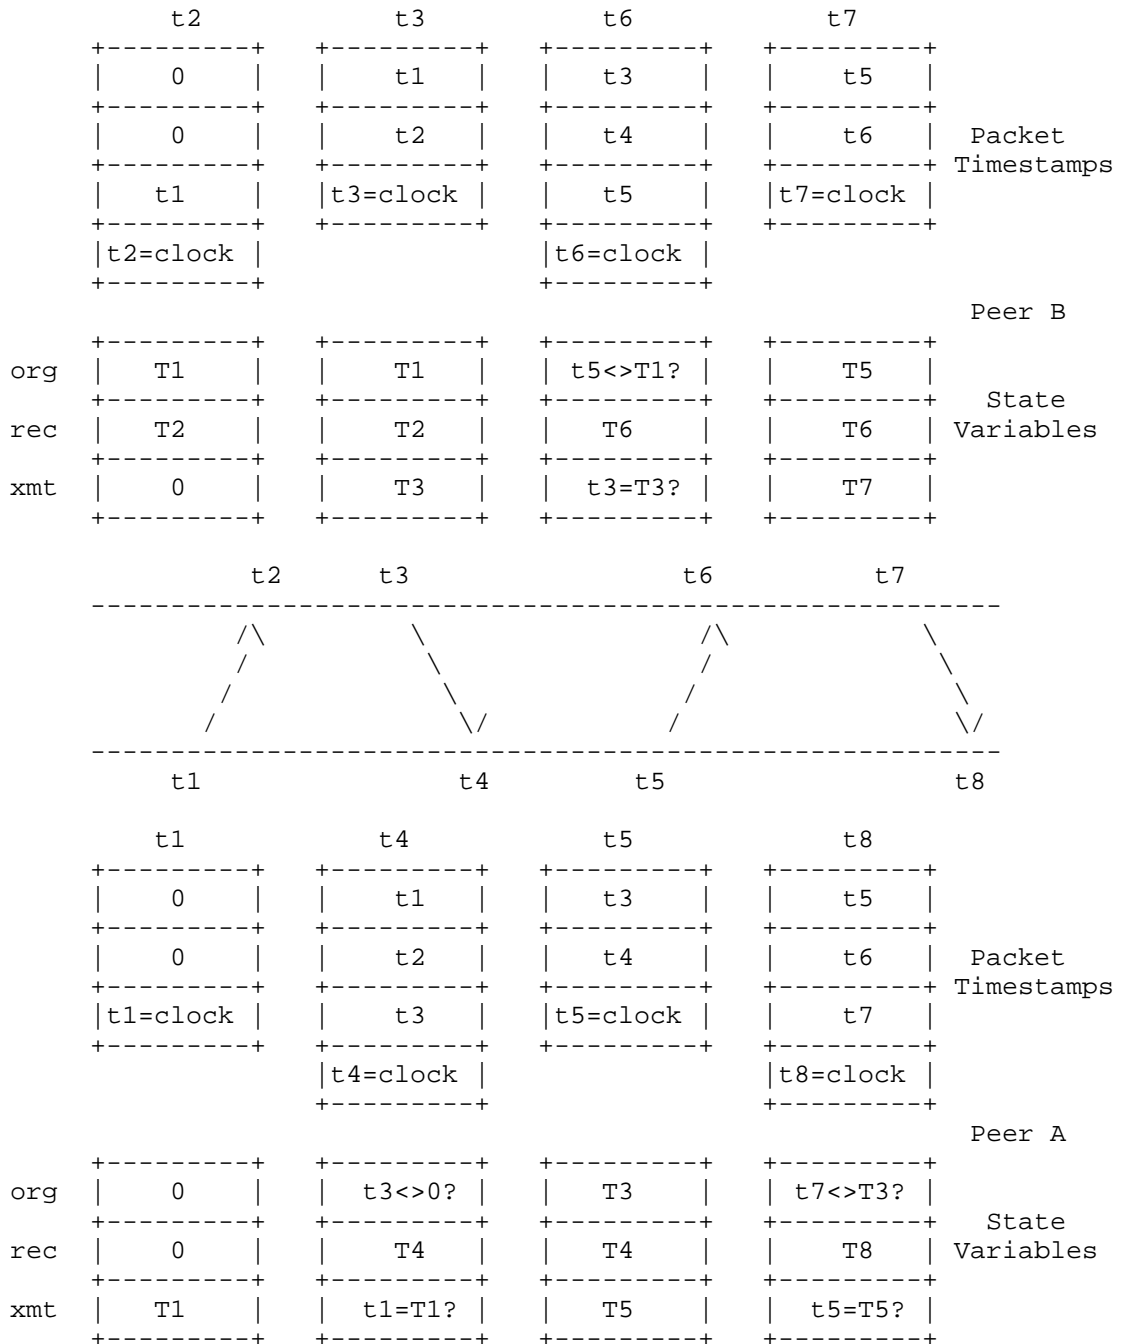 t2            t3            t6            t7
          +---------+   +---------+   +---------+   +---------+
          |    0    |   |    t1   |   |   t3    |   |    t5   |
          +---------+   +---------+   +---------+   +---------+
          |    0    |   |    t2   |   |   t4    |   |    t6   |  Packet
          +---------+   +---------+   +---------+   +---------+ Timestamps
          |   t1    |   |t3=clock |   |   t5    |   |t7=clock |
          +---------+   +---------+   +---------+   +---------+
          |t2=clock |                 |t6=clock |
          +---------+                 +---------+
                                                                 Peer B
          +---------+   +---------+   +---------+   +---------+
    org   |   T1    |   |    T1   |   | t5<>T1? |   |    T5   |
          +---------+   +---------+   +---------+   +---------+   State
    rec   |   T2    |   |    T2   |   |   T6    |   |    T6   | Variables
          +---------+   +---------+   +---------+   +---------+
    xmt   |    0    |   |    T3   |   |  t3=T3? |   |    T7   |
          +---------+   +---------+   +---------+   +---------+

                    t2      t3                 t6          t7
          ---------------------------------------------------------
                   /\         \                 /\            \
                   /           \                /              \
                  /             \              /                \
                 /               \/           /                 \/
          ---------------------------------------------------------
               t1                t4         t5                  t8

              t1            t4            t5             t8
          +---------+   +---------+   +---------+   +---------+
          |    0    |   |    t1   |   |   t3    |   |    t5   |
          +---------+   +---------+   +---------+   +---------+
          |    0    |   |    t2   |   |   t4    |   |    t6   |  Packet
          +---------+   +---------+   +---------+   +---------+ Timestamps
          |t1=clock |   |    t3   |   |t5=clock |   |    t7   |
          +---------+   +---------+   +---------+   +---------+
                        |t4=clock |                 |t8=clock |
                        +---------+                 +---------+
                                                                 Peer A
          +---------+   +---------+   +---------+   +---------+
    org   |    0    |   |  t3<>0? |   |   T3    |   | t7<>T3? |
          +---------+   +---------+   +---------+   +---------+   State
    rec   |    0    |   |    T4   |   |   T4    |   |    T8   | Variables
          +---------+   +---------+   +---------+   +---------+
    xmt   |   T1    |   |  t1=T1? |   |   T5    |   |  t5=T5? |
          +---------+   +---------+   +---------+   +---------+